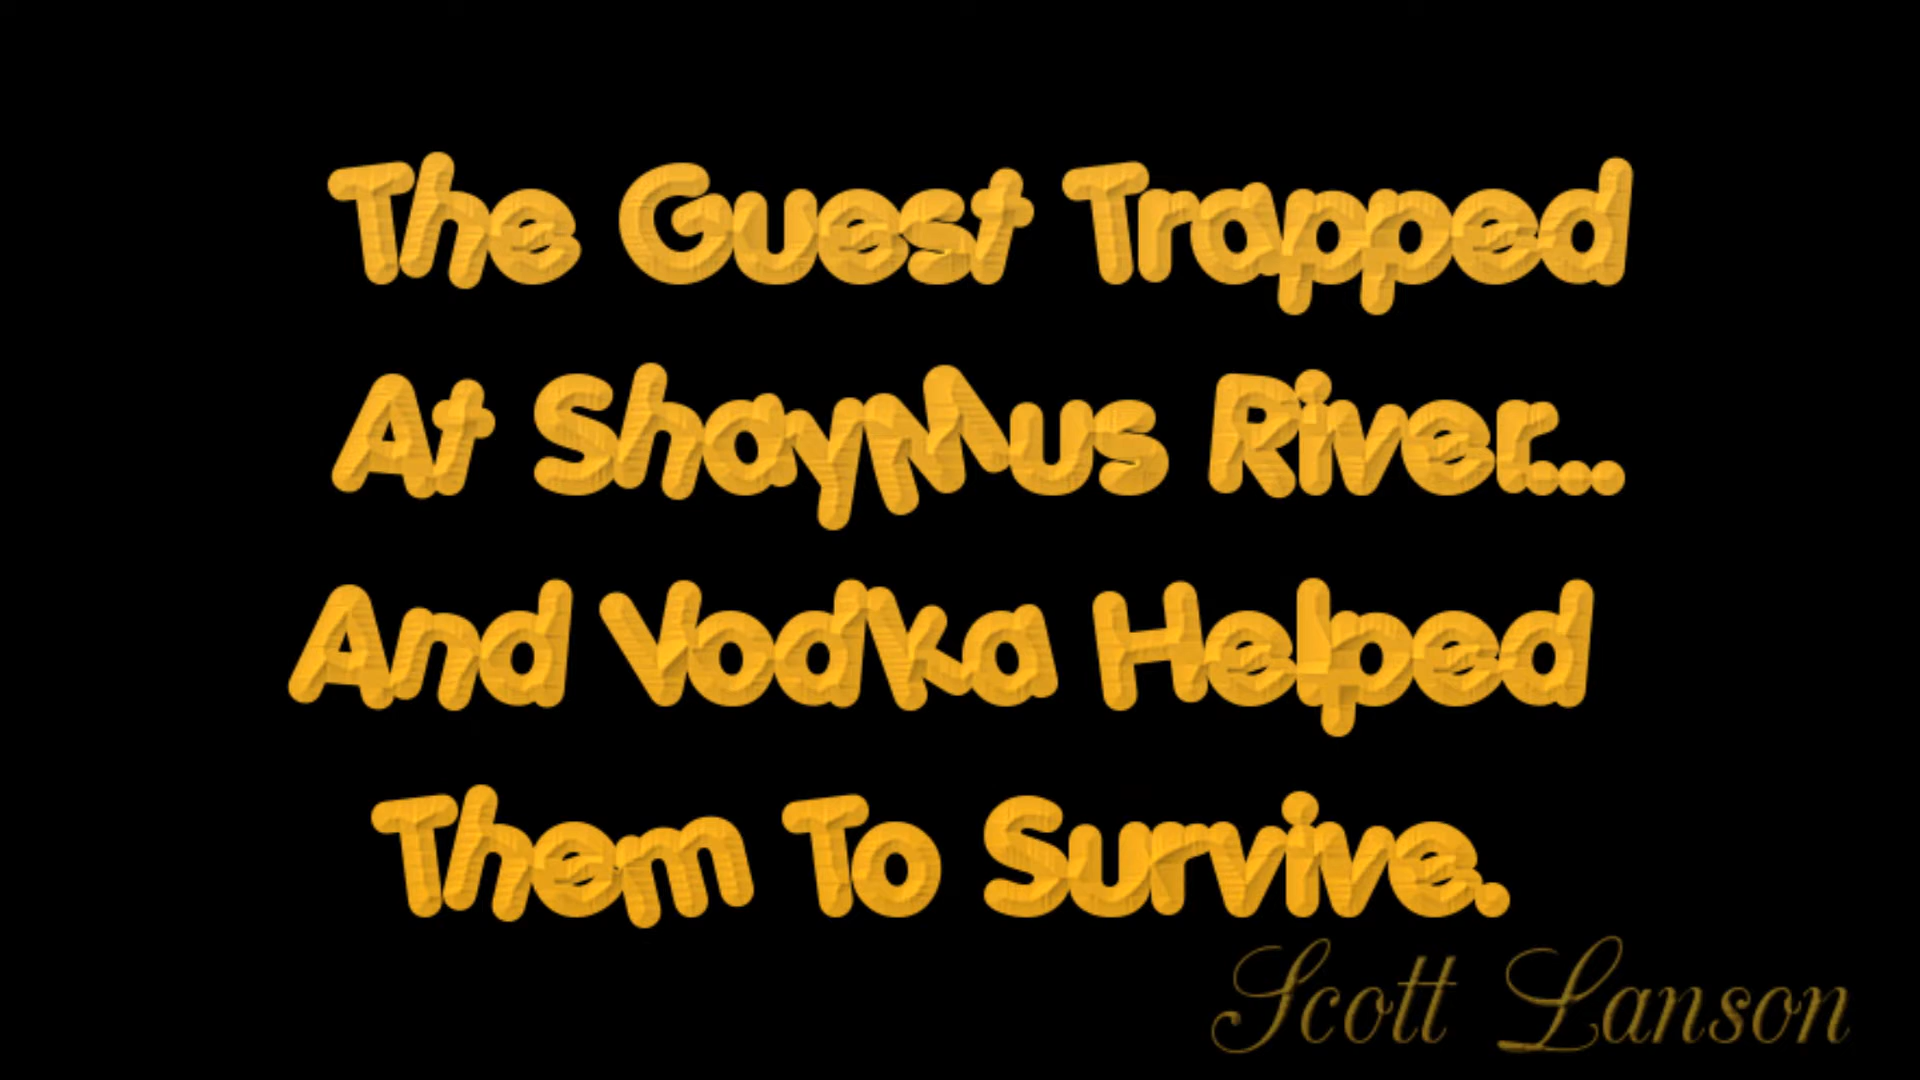 The Guest Trapped
At ShayMus River...
And Vodka Helped
Them To Survive.
Scott Lanson